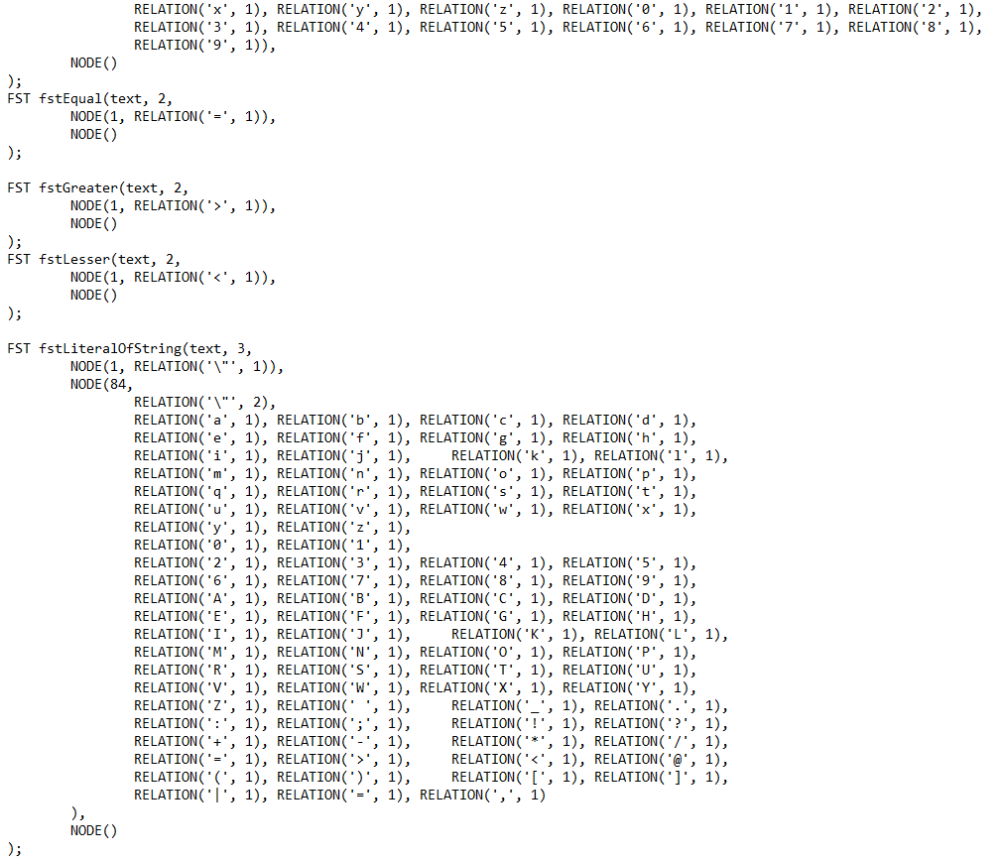 RELATION('x', 1), RELATION('y', 1), RELATION('z', 1), RELATION('0', 1), RELATION('1', 1), RELATION('2', 1),
RELATION('3', 1), RELATION('4', 1), RELATION('5', 1), RELATION('6', 1), RELATION('7', 1), RELATION('8', 1),
RELATION('9', 1)),
NODE()
);
FST fstEqual(text, 2,
NODE(1, RELATION('=', 1)),
NODE()
);
FST fstGreater(text, 2,
NODE(1, RELATION('>', 1)),
NODE()
);
FST fstLesser(text, 2,
NODE(1, RELATION('<', 1)),
NODE()
);
FST fstLiteralOfString(text, 3,
NODE(1, RELATION('\"', 1)),
NODE(84,
RELATION('\"', 2),
RELATION('a', 1), RELATION('b', 1), RELATION('c', 1), RELATION('d', 1),
RELATION('e', 1), RELATION('f', 1), RELATION('g', 1), RELATION('h', 1),
RELATION('i', 1), RELATION('j', 1), RELATION('k', 1), RELATION('l', 1),
RELATION('m', 1), RELATION('n', 1), RELATION('o', 1), RELATION('p', 1),
RELATION('q', 1), RELATION('r', 1), RELATION('s', 1), RELATION('t', 1),
RELATION('u', 1), RELATION('v', 1), RELATION('w', 1), RELATION('x', 1),
RELATION('y', 1), RELATION('z', 1),
RELATION('0', 1), RELATION('1', 1),
RELATION('2', 1), RELATION('3', 1), RELATION('4', 1), RELATION('5', 1),
RELATION('6', 1), RELATION('7', 1), RELATION('8', 1), RELATION('9', 1),
RELATION('A', 1), RELATION('B', 1), RELATION('C', 1), RELATION('D', 1),
RELATION('E', 1), RELATION('F', 1), RELATION('G', 1), RELATION('H', 1),
RELATION('I', 1), RELATION('J', 1), RELATION('K', 1), RELATION('L', 1),
RELATION('M', 1), RELATION('N', 1), RELATION('O', 1), RELATION('P', 1),
RELATION('R', 1), RELATION('S', 1), RELATION('T', 1), RELATION('U', 1),
RELATION('V', 1), RELATION('W', 1), RELATION('X', 1), RELATION('Y', 1),
RELATION('Z', 1), RELATION(' ', 1), RELATION('_', 1), RELATION('.', 1),
RELATION(':', 1), RELATION(';', 1), RELATION('!', 1), RELATION('?', 1),
RELATION('+', 1), RELATION('-', 1), RELATION('*', 1), RELATION('/', 1),
RELATION('=', 1), RELATION('>', 1), RELATION('<', 1), RELATION('@', 1),
RELATION('(', 1), RELATION(')', 1), RELATION('[', 1), RELATION(']', 1),
RELATION('|', 1), RELATION('=', 1), RELATION(',', 1)
),
NODE()
);